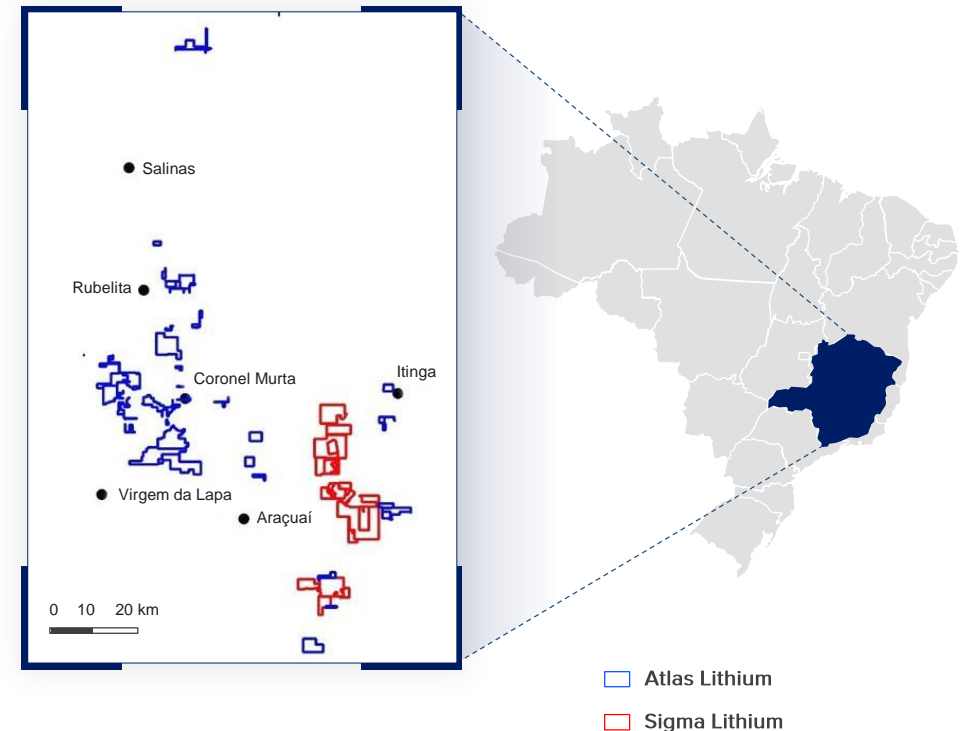 Salinas
Rubelita
Coronel Murta
Itinga
Virgem da Lapa
Araçuaí
0 10 20 km
Atlas Lithium
Sigma Lithium